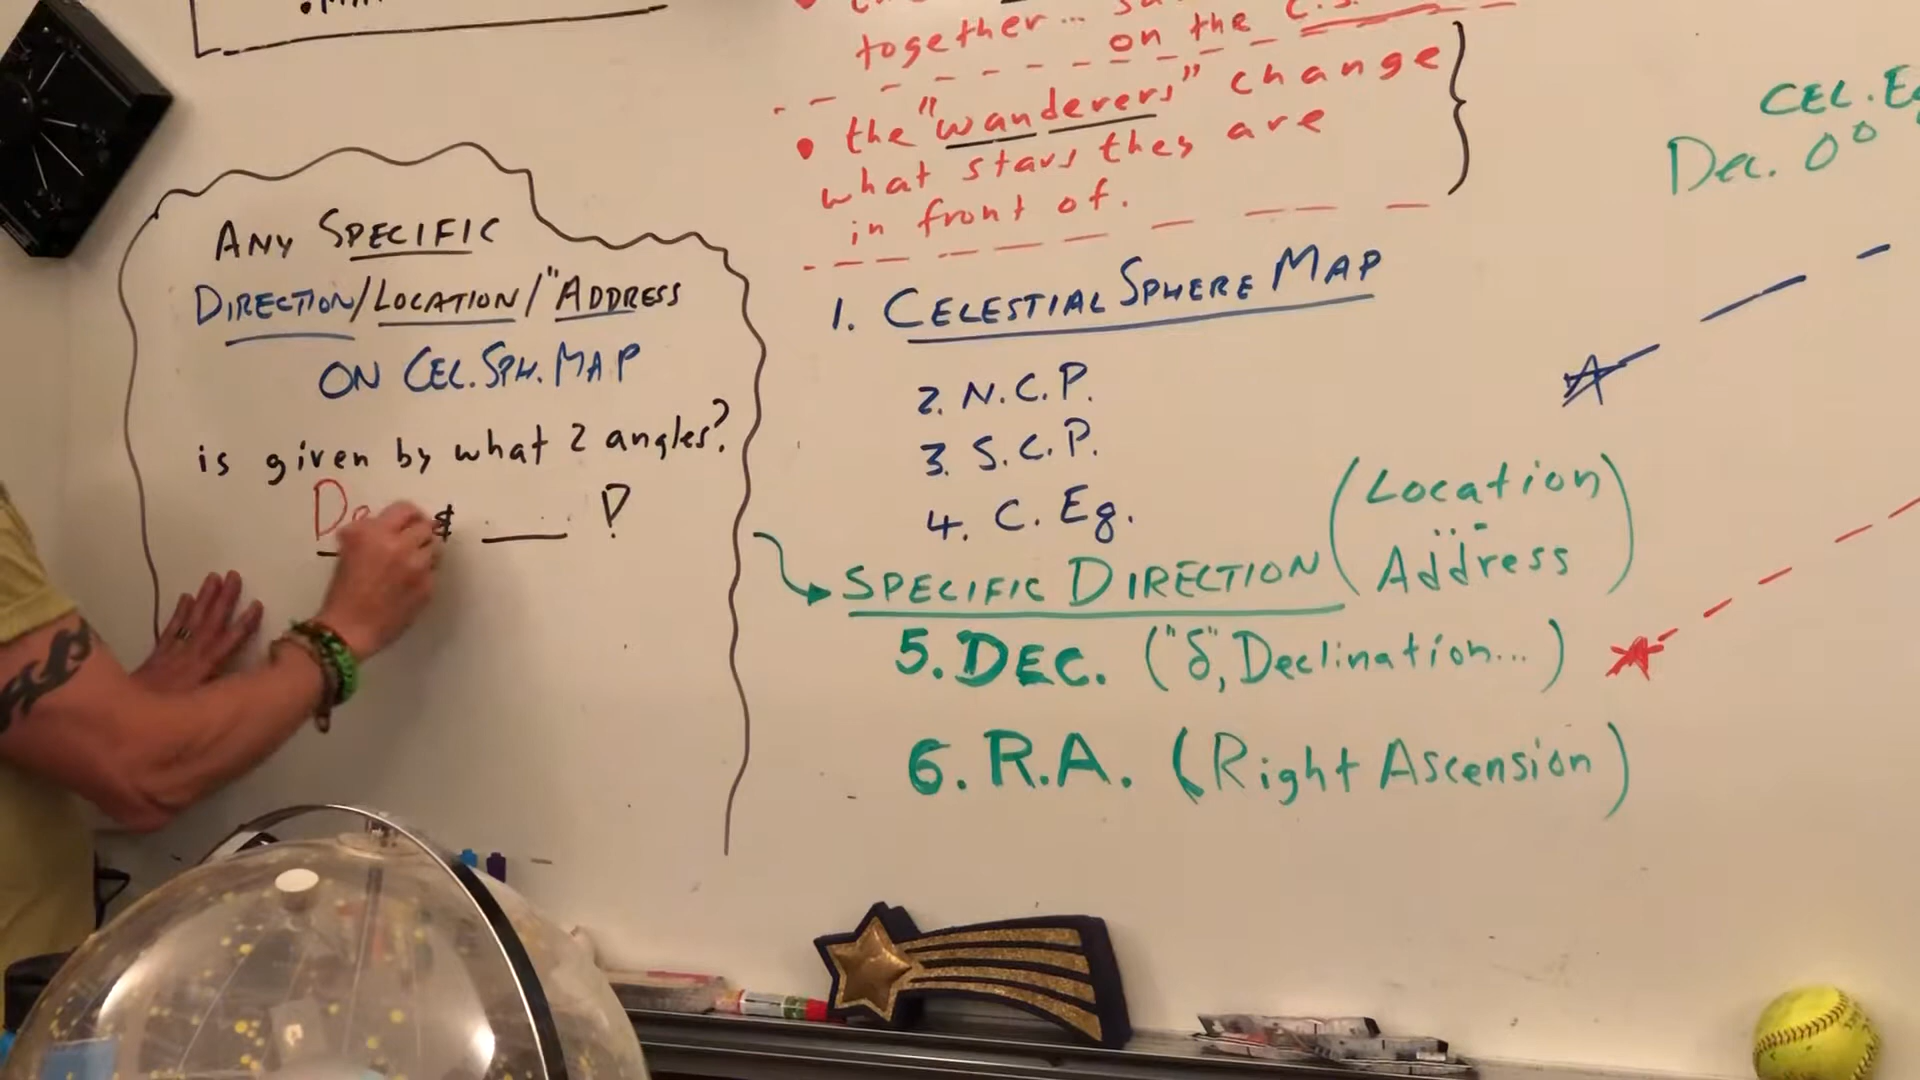 together...
on the C.S.
• the "wanderers" change
what stars they are
in front of.
ANY SPECIFIC
DIRECTION/LOCATION/"ADDRESS
ON CEL.SPH.MAP
is given by what 2 angles?
De & ___ ?
1. CELESTIAL SPHERE MAP
2. N.C.P.
3. S.C.P.
4. C. Eq.
SPECIFIC DIRECTION (Location
... Address)
5. DEC. ("δ", Declination...)
6. R.A. (Right Ascension)
CEL. Eq
Dec. 0°